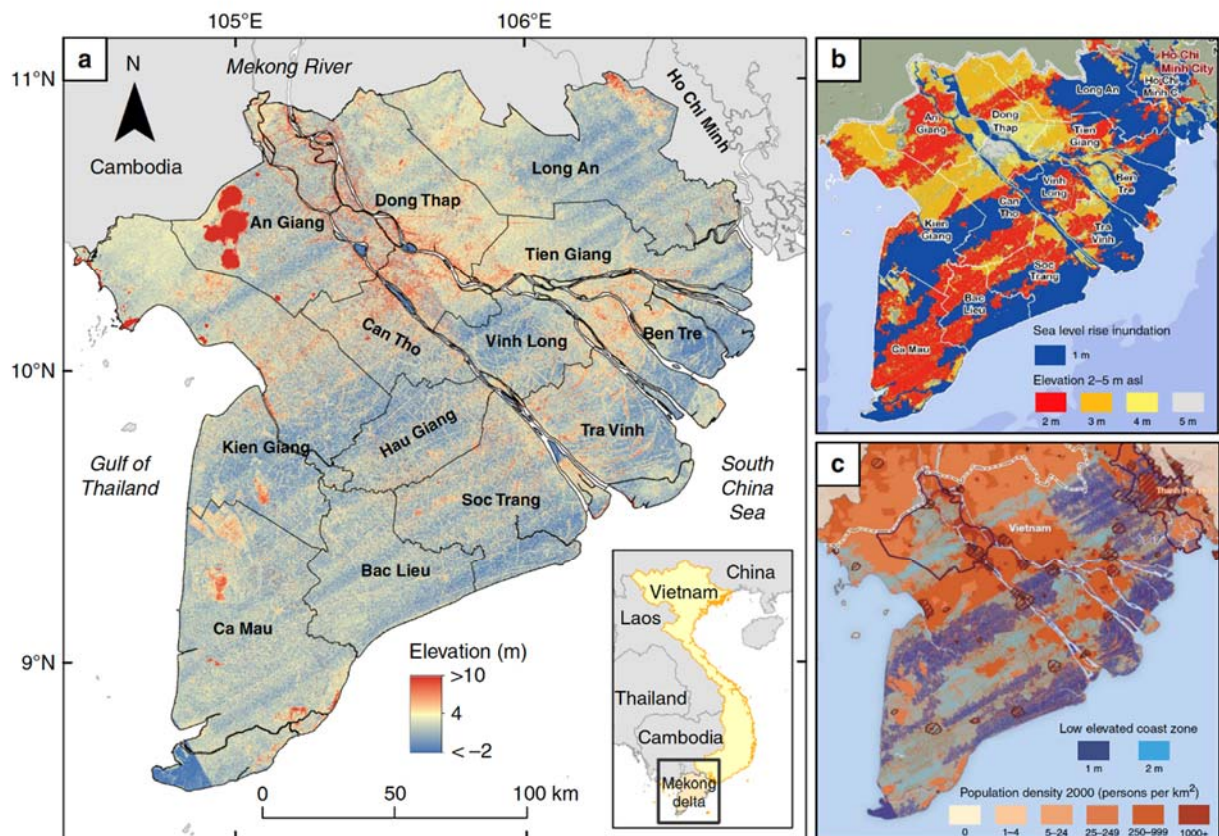 105°E
106°E
a
N
Mekong River
11°N
Cambodia
Ho Chi Minh
Long An
Dong Thap
An Giang
Tien Giang
Ben Tre
Can Tho
Vinh Long
10°N
Hau Giang
Tra Vinh
Kien Giang
Gulf of
Thailand
South
China
Sea
Soc Trang
Bac Lieu
Ca Mau
9°N
Elevation (m)
>10
4
< –2
0
50
100 km
China
Vietnam
Laos
Thailand
Cambodia
Mekong
delta
b
Ho Chi
Minh City
Ho Chi
Minh C.
Long An
An
Giang
Dong
Thap
Tien
Giang
Ben
Tre
Vinh
Long
Can
Tho
Kien
Giang
Tra
Vinh
Soc
Trang
Bac
Lieu
Ca Mau
Sea level rise inundation
1 m
Elevation 2–5 m asl
2 m
3 m
4 m
5 m
c
Vietnam
Low elevated coast zone
1 m
2 m
Population density 2000 (persons per km²)
0
1–4
5–24
25–249
250–999
1000+